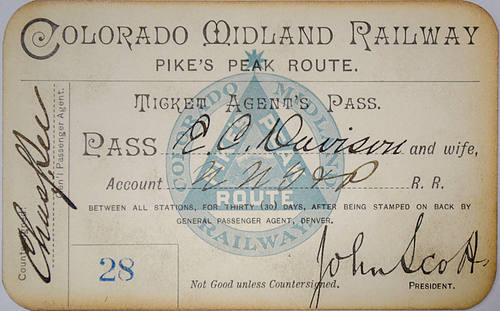 COLORADO MIDLAND RAILWAY
PIKE'S PEAK ROUTE.
TICKET AGENT'S PASS.
PASS E. C. Davison and wife,
Account R. R.
BETWEEN ALL STATIONS, FOR THIRTY (30) DAYS, AFTER BEING STAMPED ON BACK BY
GENERAL PASSENGER AGENT, DENVER.
28
Not Good unless Countersigned.
John Scott
PRESIDENT.
Gen'l Passenger Agent.
COLORADO MIDLAND
ROUTE
RAILWAY